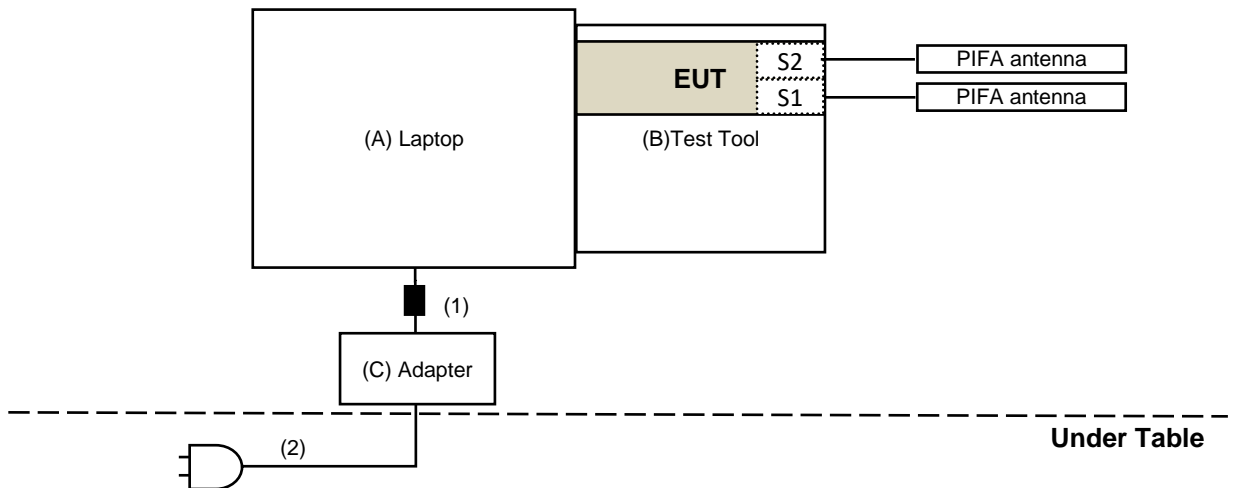 S2
PIFA antenna
EUT
S1
PIFA antenna
(A) Laptop
(B)Test Tool
(1)
(C) Adapter
Under Table
(2)